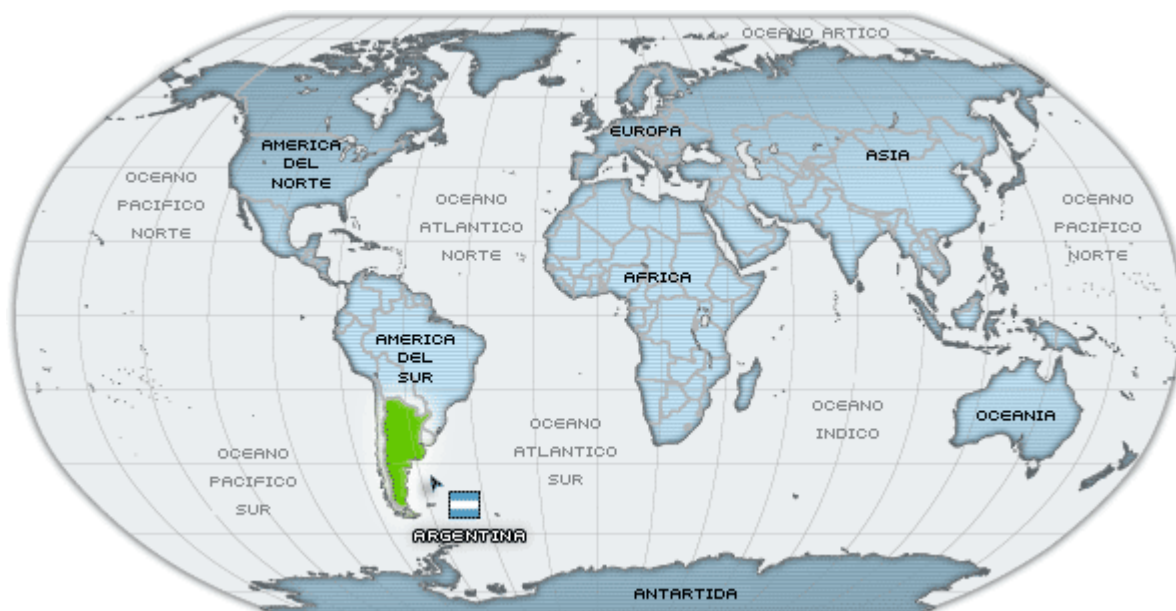 OCEANO ARTICO
EUROPA
AMERICA
DEL
NORTE
ASIA
OCEANO
PACIFICO
NORTE
OCEANO
ATLANTICO
NORTE
OCEANO
PACIFICO
NORTE
AFRICA
AMERICA
DEL
SUR
OCEANO
INDICO
OCEANIA
OCEANO
ATLANTICO
SUR
OCEANO
PACIFICO
SUR
ARGENTINA
ANTARTIDA